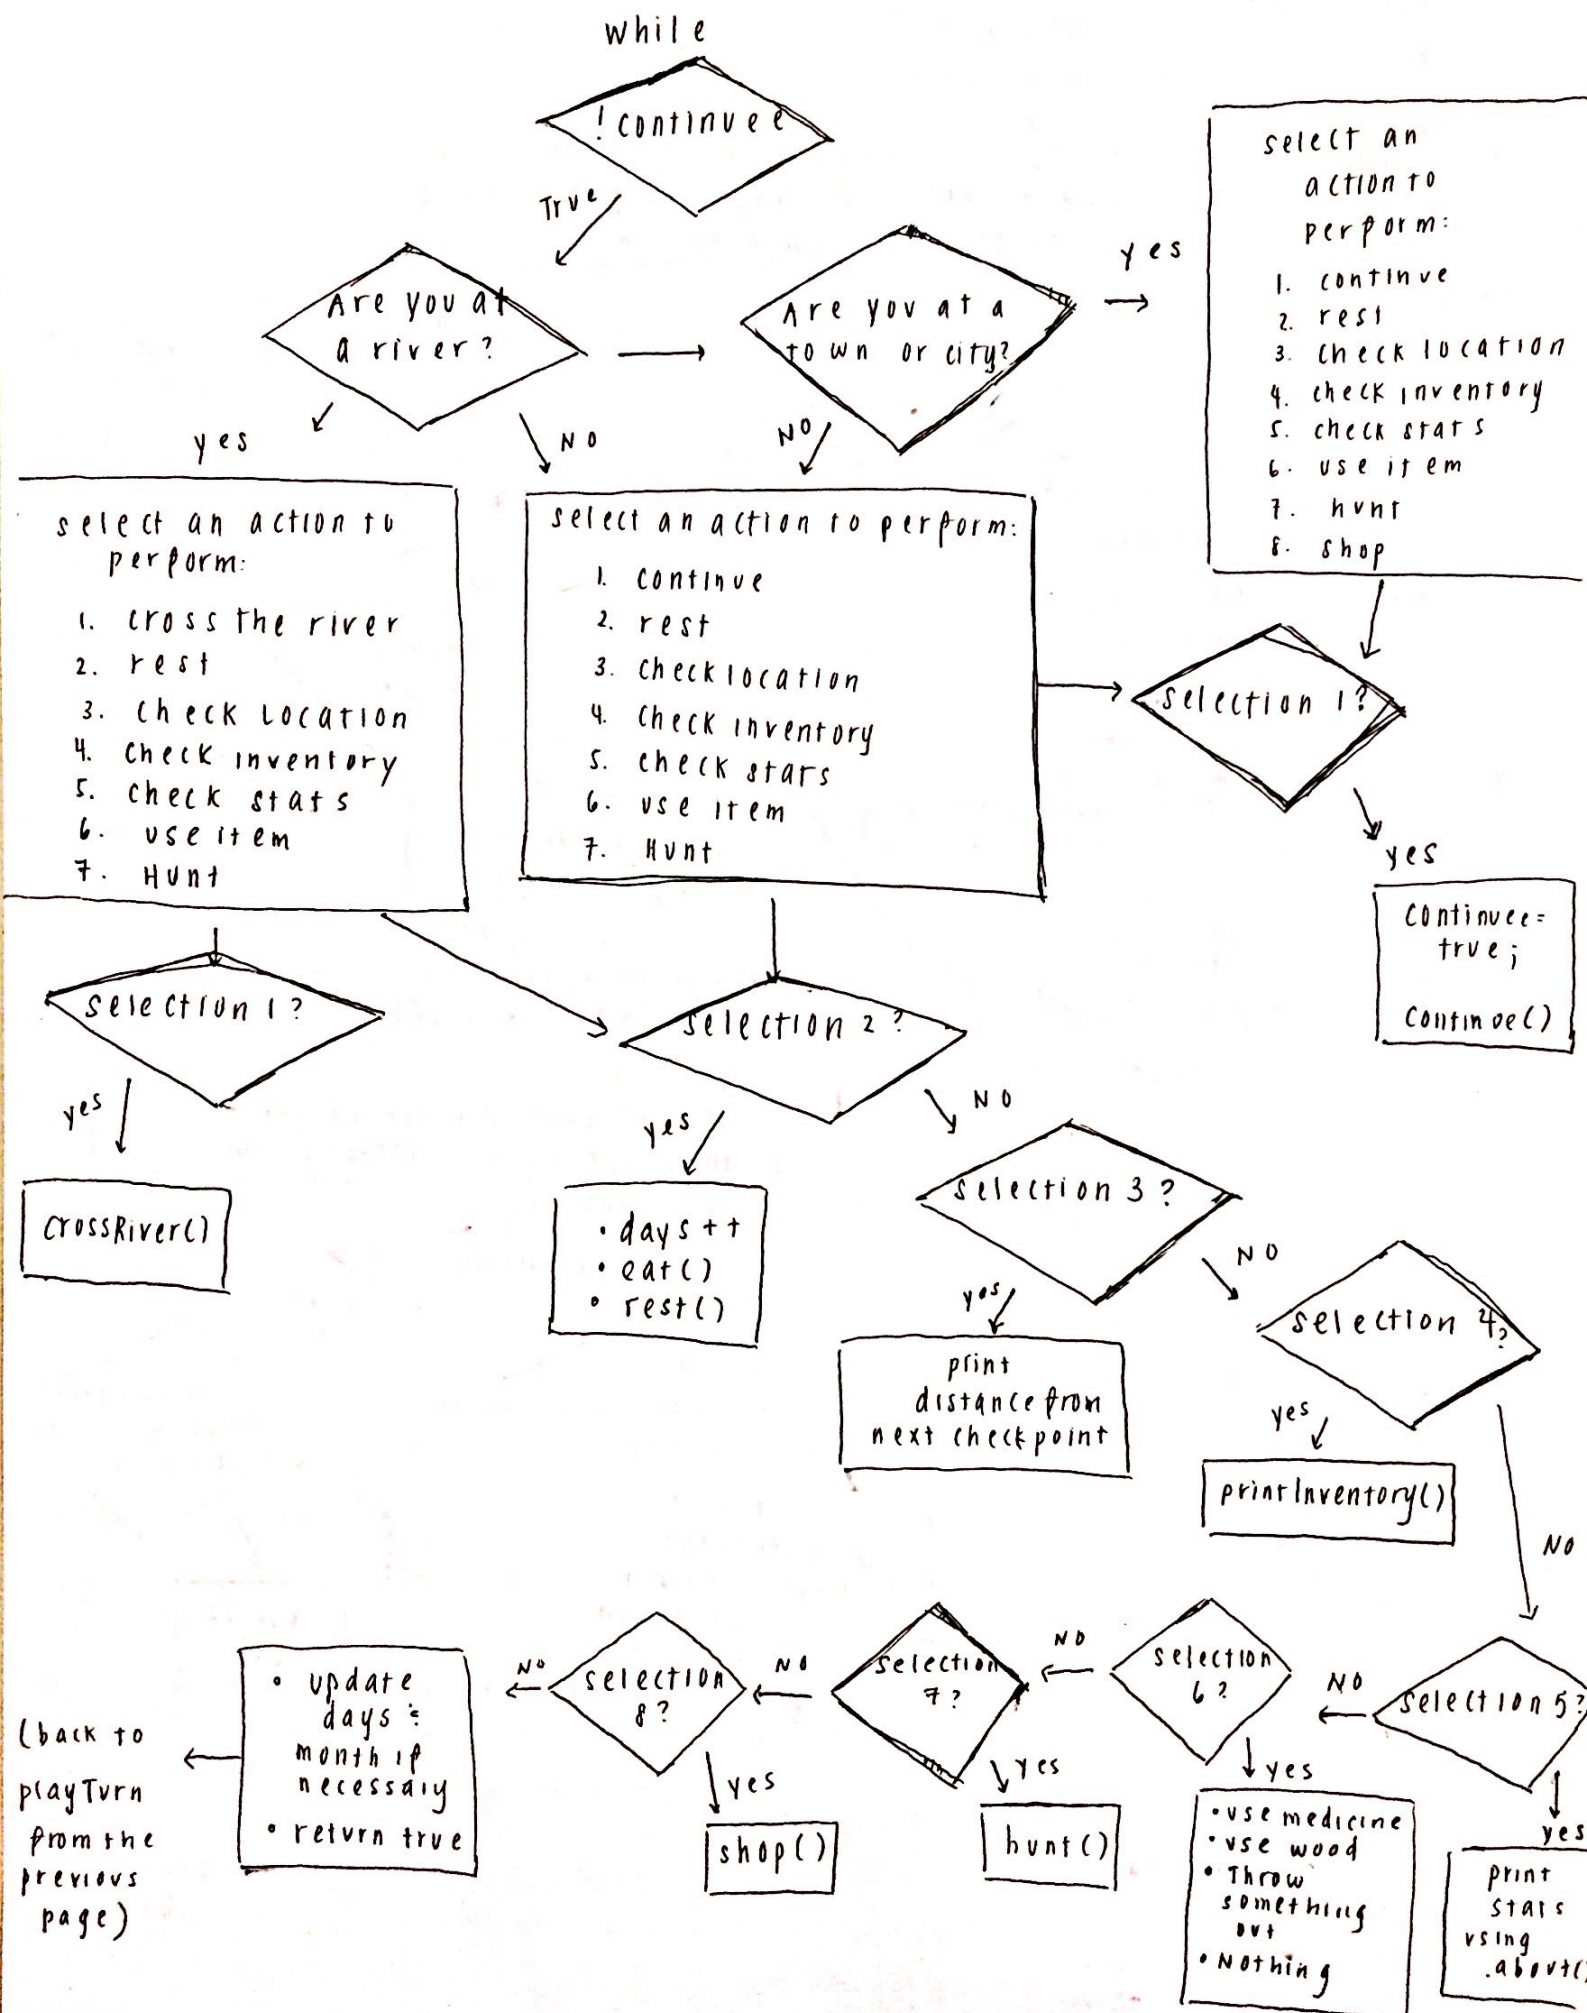 while
! continuee
True
Are you at
a river?
Are you at a
town or city?
yes
select an
action to
perform:
1. continue
2. rest
3. check location
4. check inventory
5. check stats
6. use item
7. hunt
8. shop
yes
NO
NO
select an action to
perform:
1. cross the river
2. rest
3. check Location
4. check inventory
5. check stats
6. use item
7. Hunt
select an action to perform:
1. continue
2. rest
3. check location
4. check inventory
5. check stats
6. use item
7. Hunt
selection 1?
yes
continuee =
true;
continue()
selection 1?
yes
crossRiver()
selection 2?
yes
NO
• days ++
• eat()
• rest()
selection 3?
yes
NO
print
distance from
next checkpoint
selection 4?
yes
NO
printInventory()
selection 5?
yes
print
stats
using
.about()
NO
selection
6?
yes
• use medicine
• use wood
• Throw
something
out
• Nothing
NO
selection
7?
yes
hunt()
NO
selection
8?
yes
shop()
NO
• update
days &
month if
necessary
• return true
(back to
playTurn
from the
previous
page)